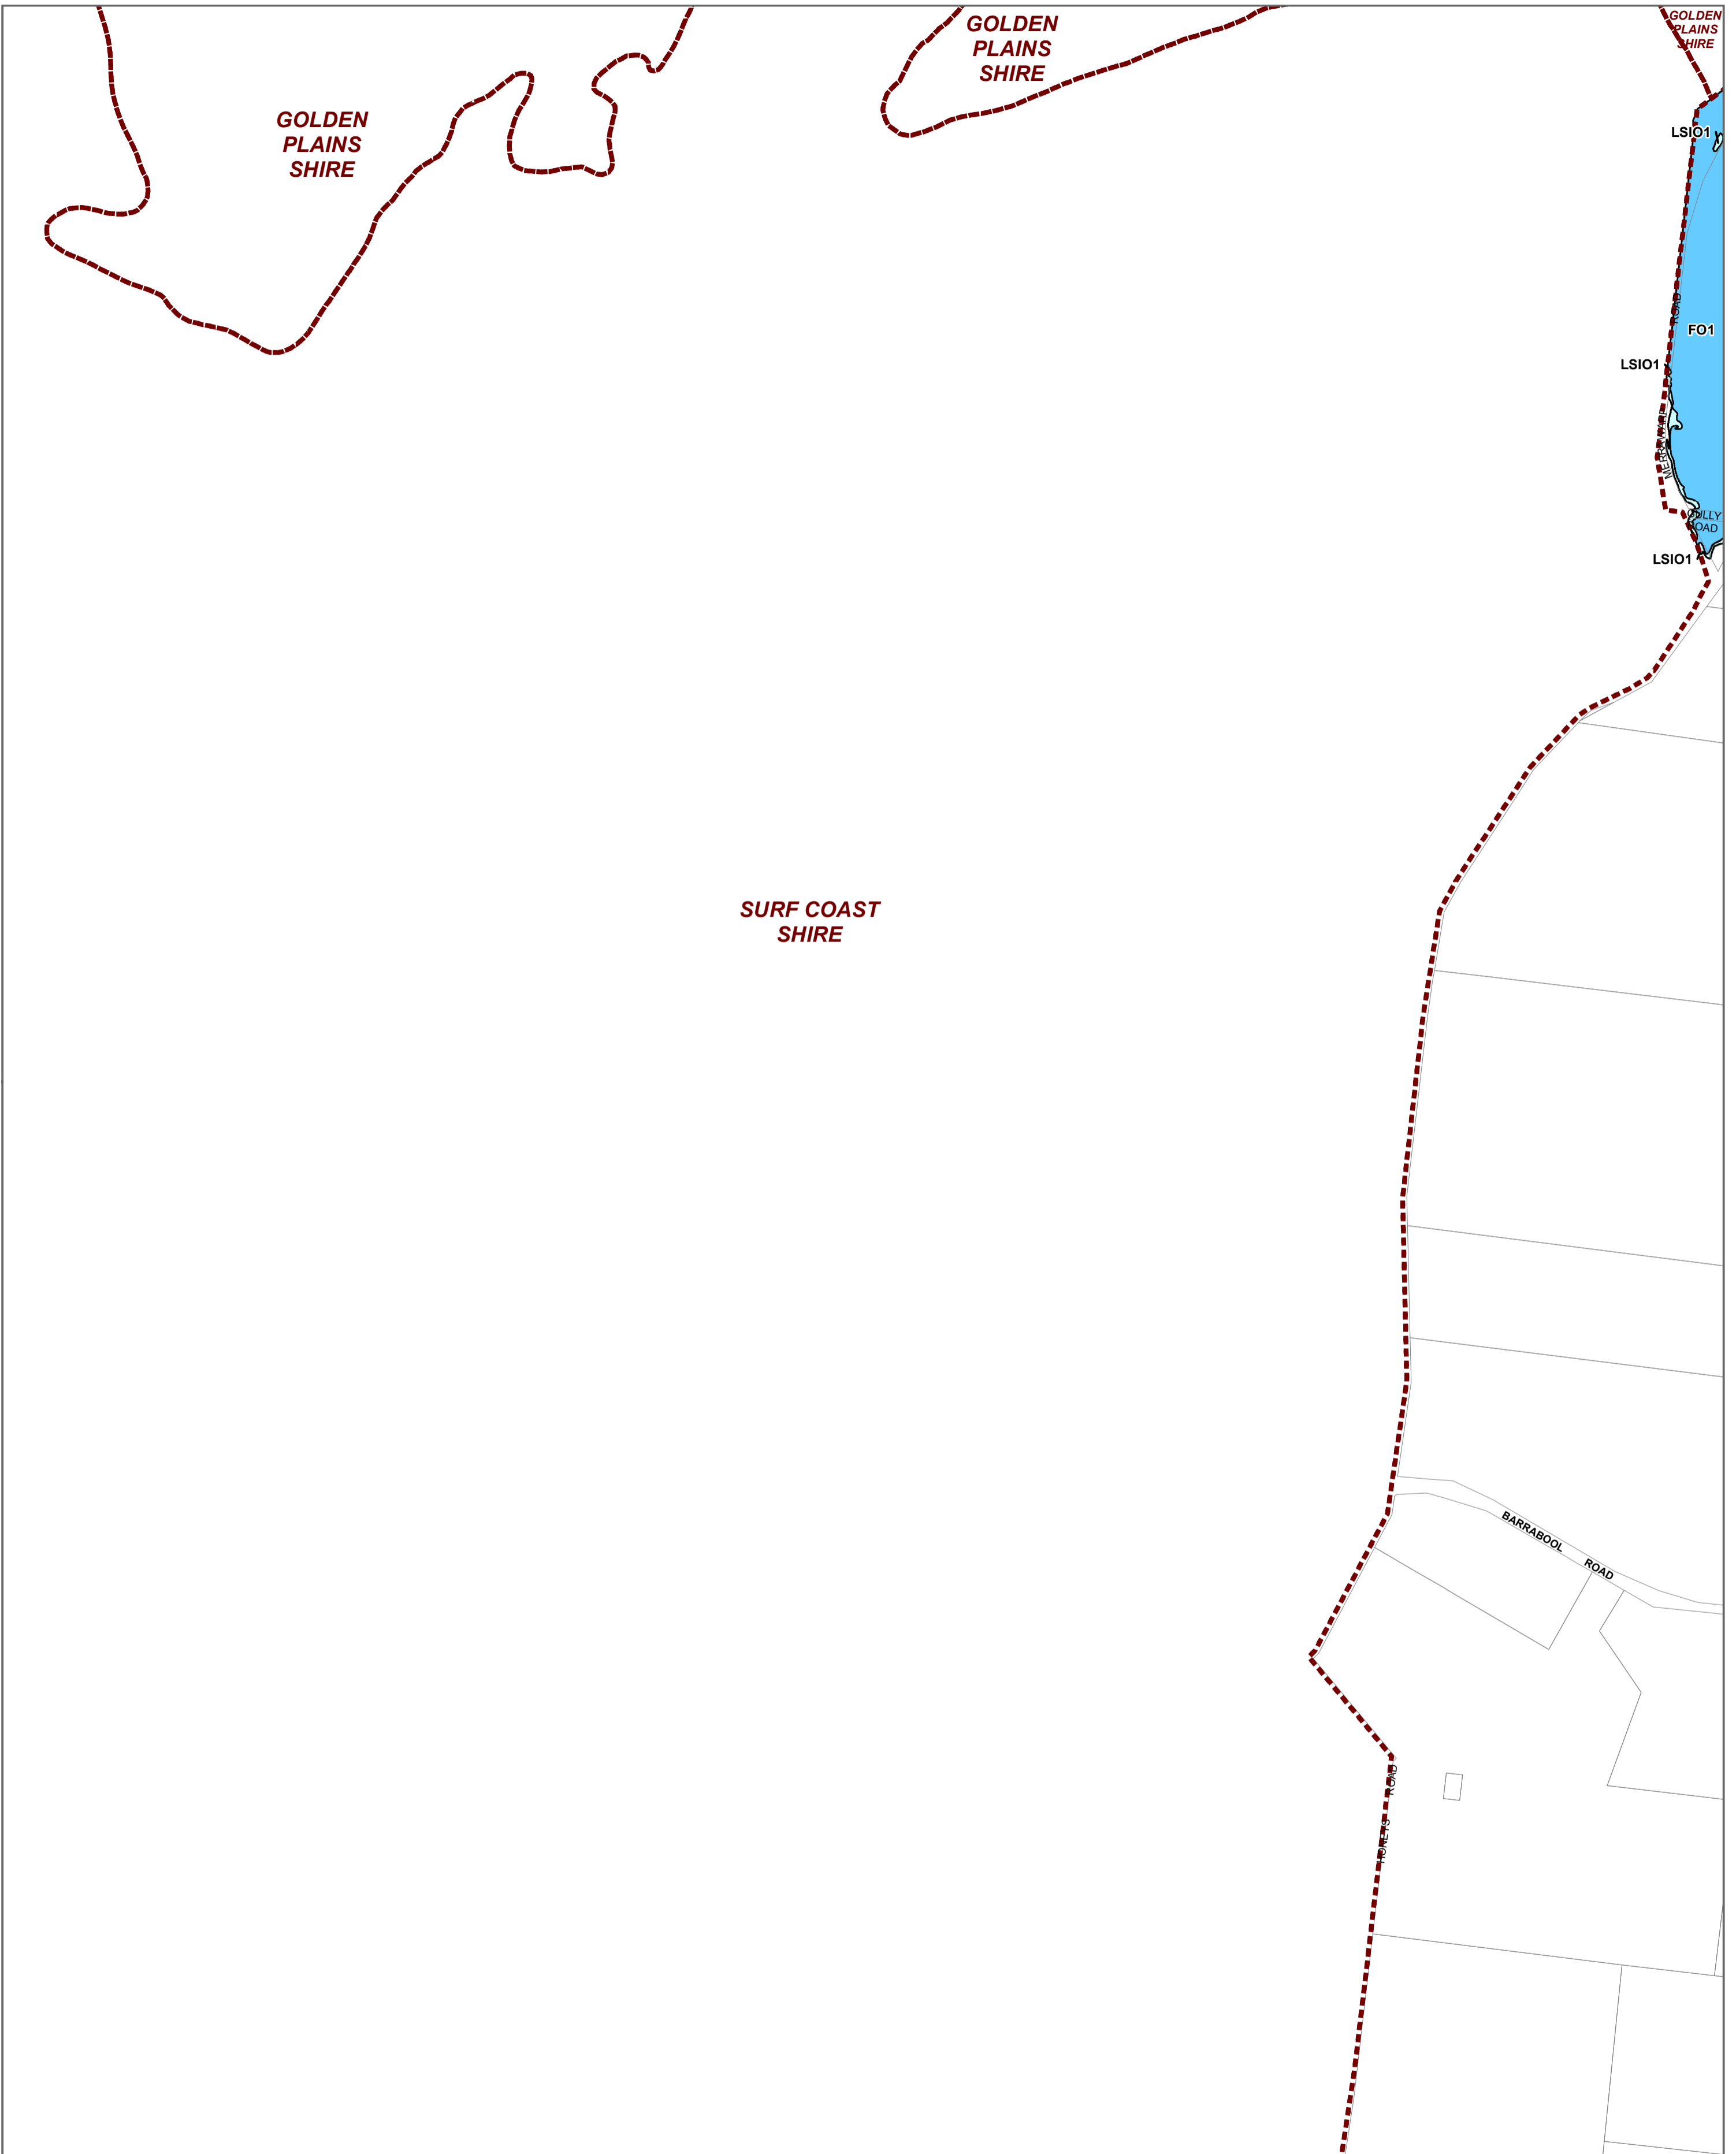 GOLDEN
PLAINS
SHIRE
GOLDEN
PLAINS
SHIRE
GOLDEN
PLAINS
SHIRE
LSIO1
ROAD
FO1
LSIO1
LSIO1
SURF COAST
SHIRE
BARRABOOL ROAD
ROAD